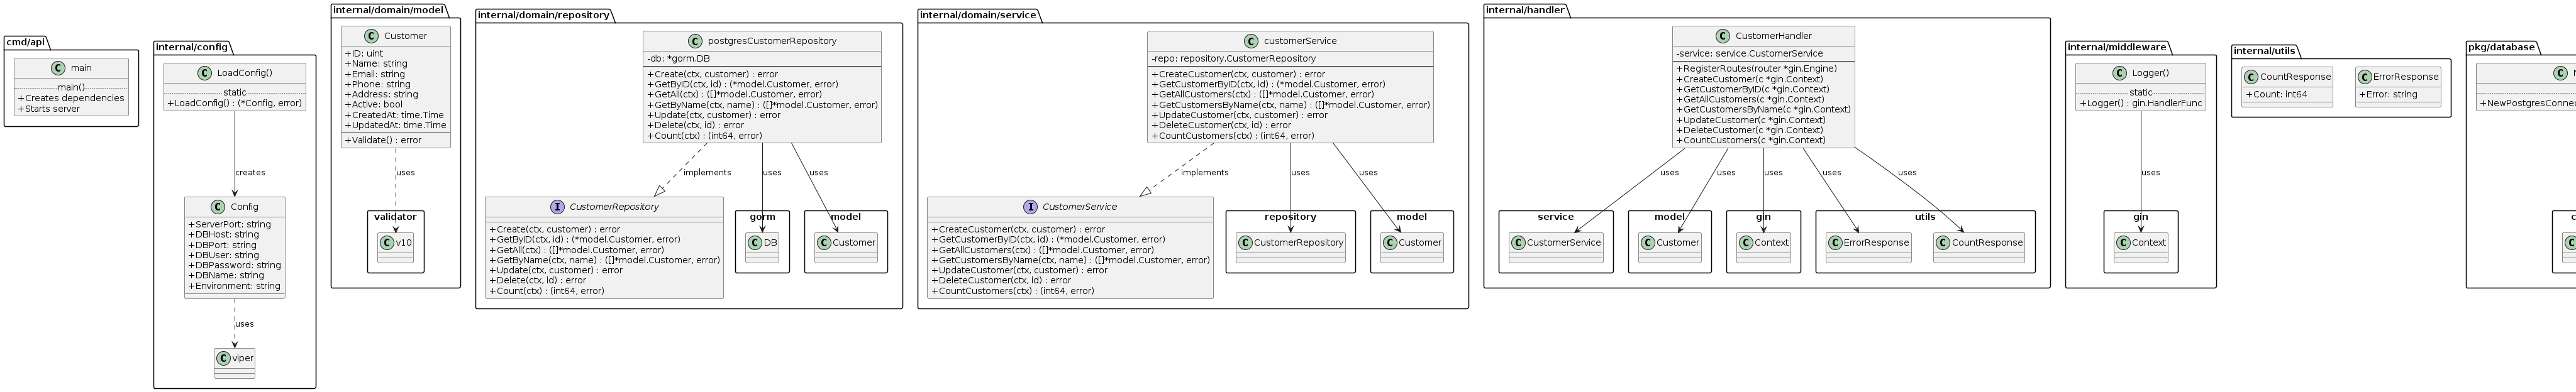 cmd/api
C main
main()
+Creates dependencies
+Starts server
internal/config
C LoadConfig()
static
+LoadConfig() : (*Config, error)
creates
C Config
+ServerPort: string
+DBHost: string
+DBPort: string
+DBUser: string
+DBPassword: string
+DBName: string
+Environment: string
uses
C viper
internal/domain/model
C Customer
+ID: uint
+Name: string
+Email: string
+Phone: string
+Address: string
+Active: bool
+CreatedAt: time.Time
+UpdatedAt: time.Time
+Validate() : error
uses
validator
C v10
internal/domain/repository
C postgresCustomerRepository
-db: *gorm.DB
+Create(ctx, customer) : error
+GetByID(ctx, id) : (*model.Customer, error)
+GetAll(ctx) : ([]*model.Customer, error)
+GetByName(ctx, name) : ([]*model.Customer, error)
+Update(ctx, customer) : error
+Delete(ctx, id) : error
+Count(ctx) : (int64, error)
implements
uses
uses
I CustomerRepository
+Create(ctx, customer) : error
+GetByID(ctx, id) : (*model.Customer, error)
+GetAll(ctx) : ([]*model.Customer, error)
+GetByName(ctx, name) : ([]*model.Customer, error)
+Update(ctx, customer) : error
+Delete(ctx, id) : error
+Count(ctx) : (int64, error)
gorm
C DB
model
C Customer
internal/domain/service
C customerService
-repo: repository.CustomerRepository
+CreateCustomer(ctx, customer) : error
+GetCustomerByID(ctx, id) : (*model.Customer, error)
+GetAllCustomers(ctx) : ([]*model.Customer, error)
+GetCustomersByName(ctx, name) : ([]*model.Customer, error)
+UpdateCustomer(ctx, customer) : error
+DeleteCustomer(ctx, id) : error
+CountCustomers(ctx) : (int64, error)
implements
uses
uses
I CustomerService
+CreateCustomer(ctx, customer) : error
+GetCustomerByID(ctx, id) : (*model.Customer, error)
+GetAllCustomers(ctx) : ([]*model.Customer, error)
+GetCustomersByName(ctx, name) : ([]*model.Customer, error)
+UpdateCustomer(ctx, customer) : error
+DeleteCustomer(ctx, id) : error
+CountCustomers(ctx) : (int64, error)
repository
C CustomerRepository
model
C Customer
internal/handler
C CustomerHandler
-service: service.CustomerService
+RegisterRoutes(router *gin.Engine)
+CreateCustomer(c *gin.Context)
+GetCustomerByID(c *gin.Context)
+GetAllCustomers(c *gin.Context)
+GetCustomersByName(c *gin.Context)
+UpdateCustomer(c *gin.Context)
+DeleteCustomer(c *gin.Context)
+CountCustomers(c *gin.Context)
uses
uses
uses
uses
uses
service
C CustomerService
model
C Customer
gin
C Context
utils
C ErrorResponse
C CountResponse
internal/middleware
C Logger()
static
+Logger() : gin.HandlerFunc
uses
gin
C Context
internal/utils
C CountResponse
+Count: int64
C ErrorResponse
+Error: string
pkg/database
C